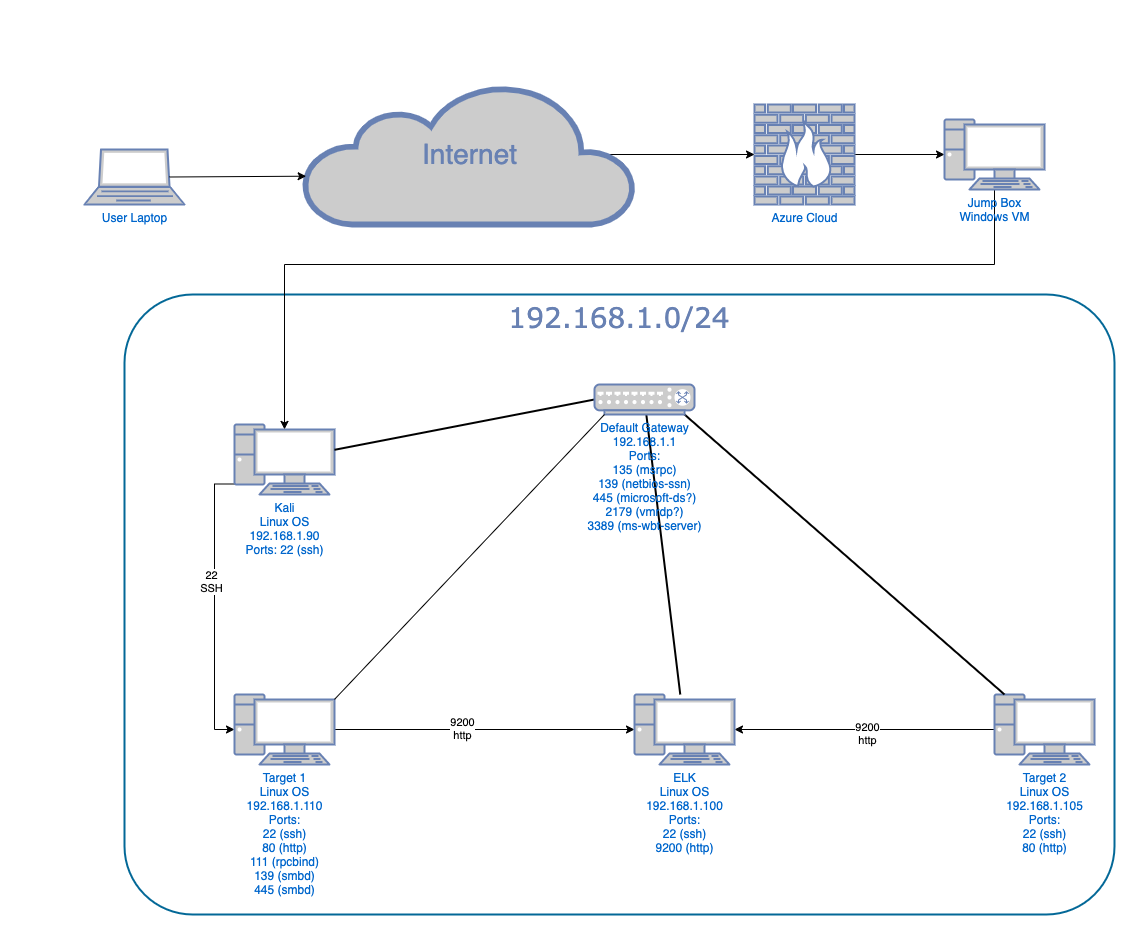 Internet
User Laptop
Azure Cloud
Jump Box
Windows VM
192.168.1.0/24
Default Gateway
192.168.1.1
Ports:
135 (msrpc)
139 (netbios-ssn)
445 (microsoft-ds?)
2179 (vmrdp?)
3389 (ms-wbt-server)
Kali
Linux OS
192.168.1.90
Ports: 22 (ssh)
22
SSH
9200
http
9200
http
Target 1
Linux OS
192.168.1.110
Ports:
22 (ssh)
80 (http)
111 (rpcbind)
139 (smbd)
445 (smbd)
ELK
Linux OS
192.168.1.100
Ports:
22 (ssh)
9200 (http)
Target 2
Linux OS
192.168.1.105
Ports:
22 (ssh)
80 (http)